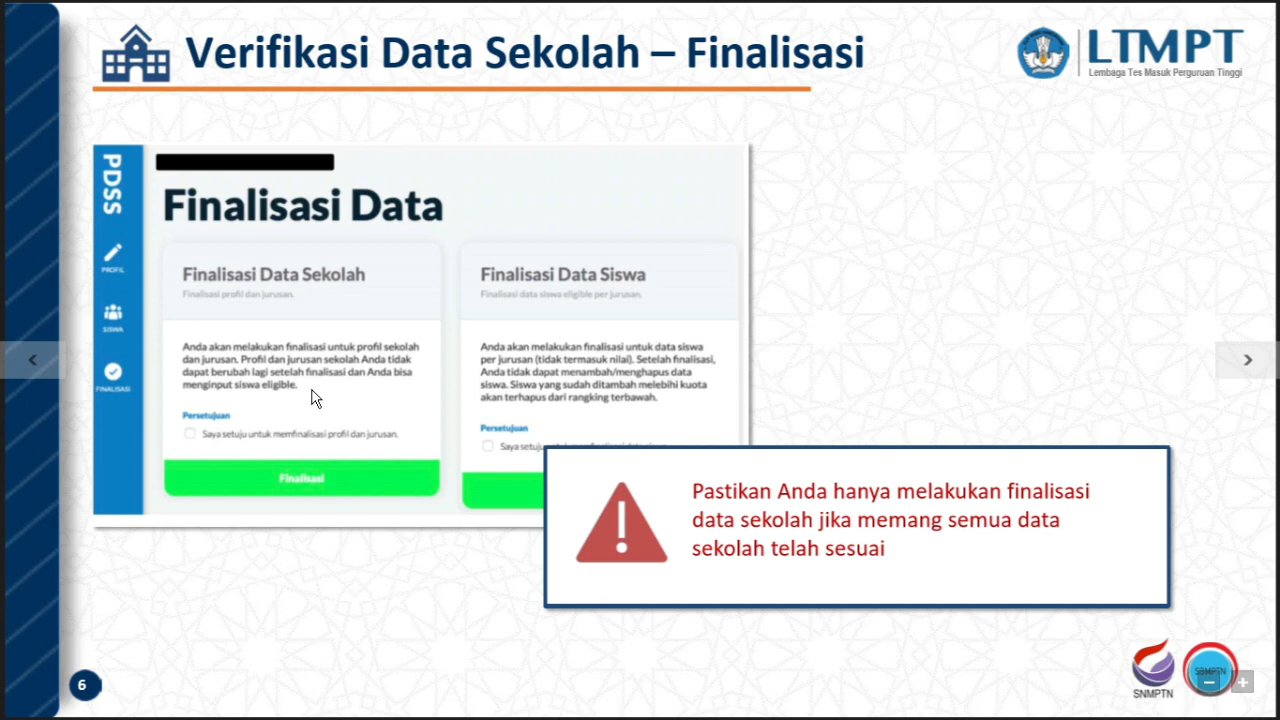 Verifikasi Data Sekolah – Finalisasi
LTMPT
Lembaga Tes Masuk Perguruan Tinggi
PDSS
PROFIL
SISWA
FINALISASI
Finalisasi Data
Finalisasi Data Sekolah
Finalisasi profil dan jurusan.
Anda akan melakukan finalisasi untuk profil sekolah
dan jurusan. Profil dan jurusan sekolah Anda tidak
dapat berubah lagi setelah finalisasi dan Anda bisa
menginput siswa eligible.
Persetujuan
Saya setuju untuk memfinalisasi profil dan jurusan.
Finalisasi
Finalisasi Data Siswa
Finalisasi data siswa eligible per jurusan.
Anda akan melakukan finalisasi untuk data siswa
per jurusan (tidak termasuk nilai). Setelah finalisasi,
Anda tidak dapat menambah/menghapus data
siswa. Siswa yang sudah ditambah melebihi kuota
akan terhapus dari rangking terbawah.
Persetujuan
Saya setuju
Pastikan Anda hanya melakukan finalisasi
data sekolah jika memang semua data
sekolah telah sesuai
6
SNMPTN
SBMPTN